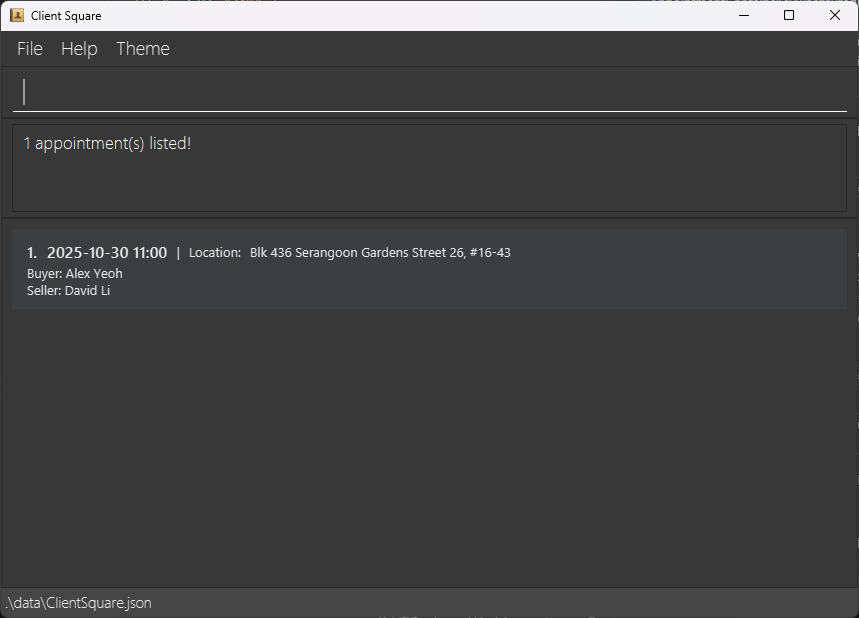 Client Square
File Help Theme
1 appointment(s) listed!
1. 2025-10-30 11:00 | Location: Blk 436 Serangoon Gardens Street 26, #16-43
Buyer: Alex Yeoh
Seller: David Li
.\data\ClientSquare.json